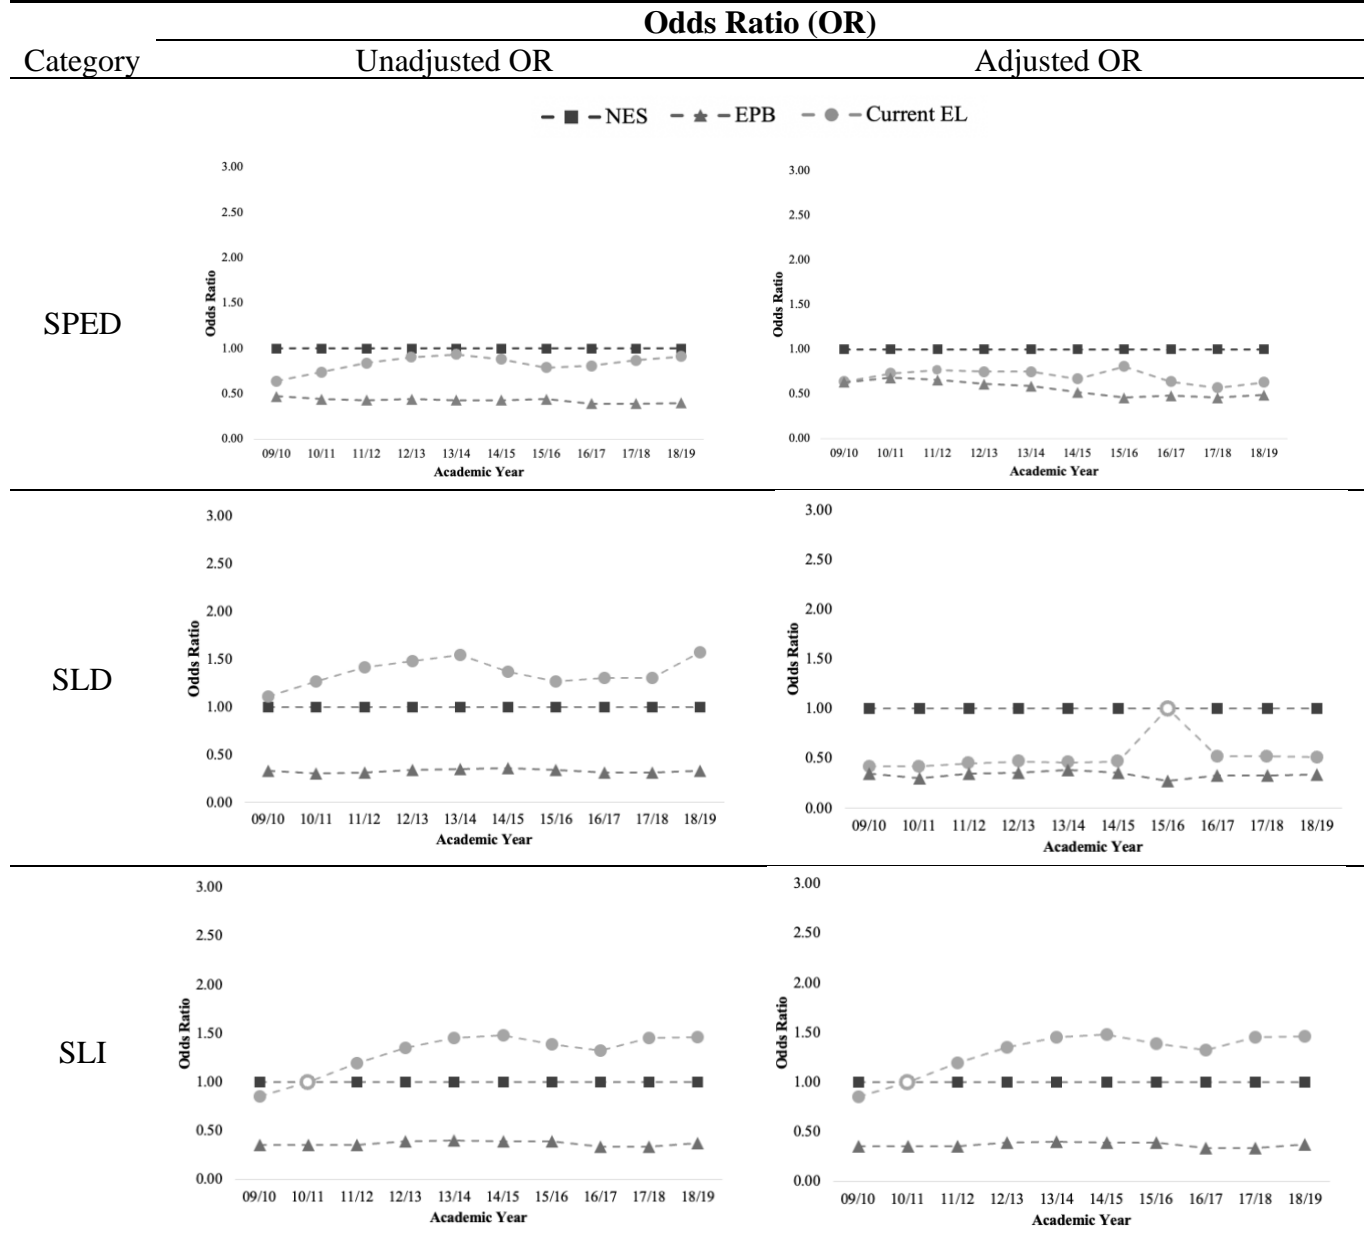 Odds Ratio (OR)
Category Unadjusted OR Adjusted OR
NES EPB Current EL
SPED
3.00
2.50
2.00
1.50
1.00
0.50
0.00
Odds Ratio
09/10 10/11 11/12 12/13 13/14 14/15 15/16 16/17 17/18 18/19
Academic Year
3.00
2.50
2.00
1.50
1.00
0.50
0.00
Odds Ratio
09/10 10/11 11/12 12/13 13/14 14/15 15/16 16/17 17/18 18/19
Academic Year
SLD
3.00
2.50
2.00
1.50
1.00
0.50
0.00
Odds Ratio
09/10 10/11 11/12 12/13 13/14 14/15 15/16 16/17 17/18 18/19
Academic Year
3.00
2.50
2.00
1.50
1.00
0.50
0.00
Odds Ratio
09/10 10/11 11/12 12/13 13/14 14/15 15/16 16/17 17/18 18/19
Academic Year
SLI
3.00
2.50
2.00
1.50
1.00
0.50
0.00
Odds Ratio
09/10 10/11 11/12 12/13 13/14 14/15 15/16 16/17 17/18 18/19
Academic Year
3.00
2.50
2.00
1.50
1.00
0.50
0.00
Odds Ratio
09/10 10/11 11/12 12/13 13/14 14/15 15/16 16/17 17/18 18/19
Academic Year